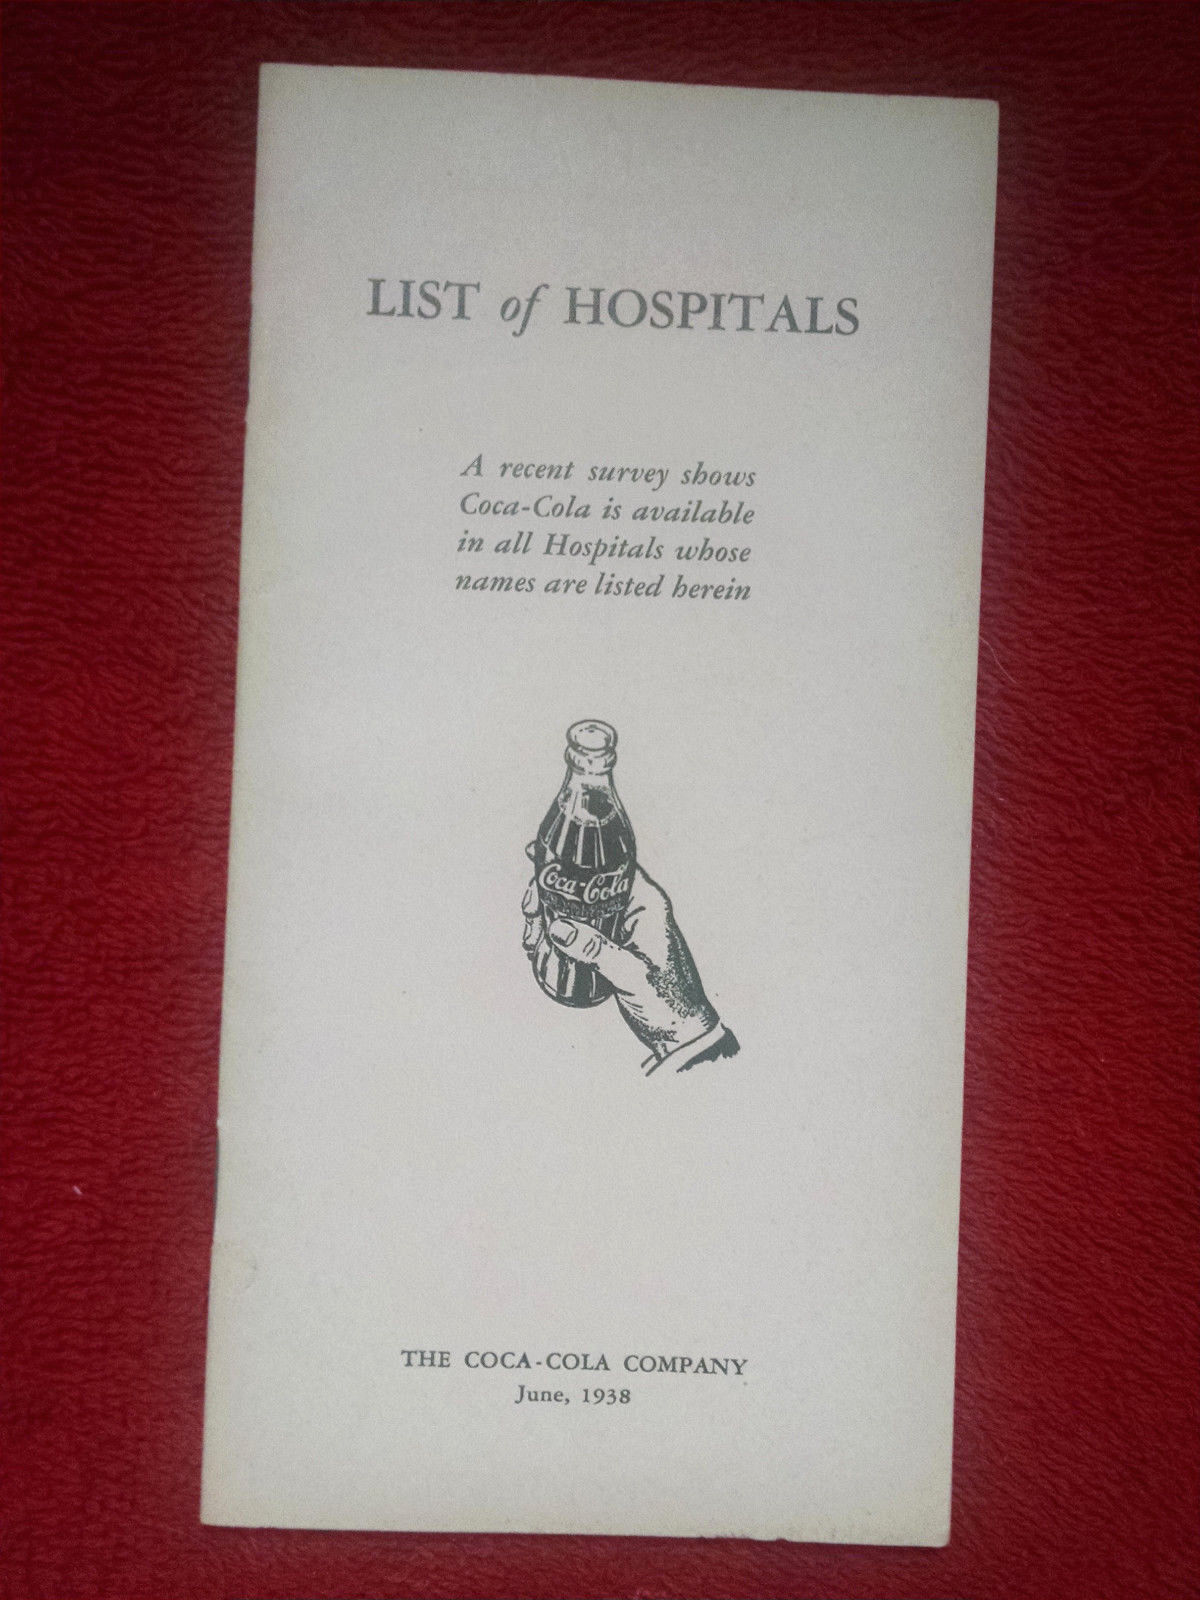 LIST of HOSPITALS
A recent survey shows
Coca-Cola is available
in all Hospitals whose
names are listed herein
Coca-Cola
THE COCA-COLA COMPANY
June, 1938